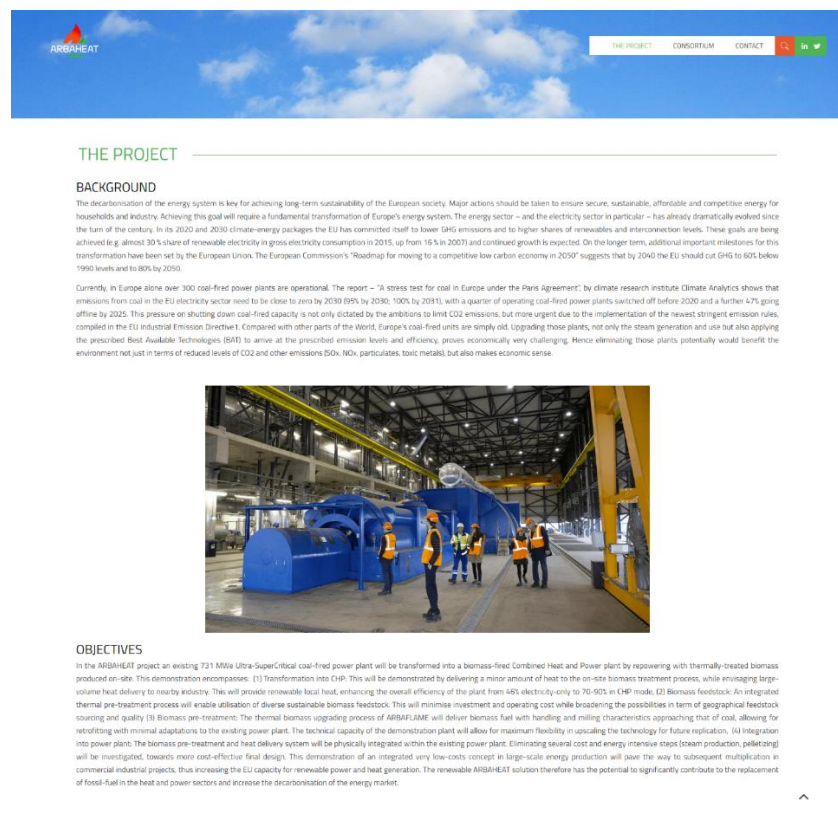 ARBAHEAT
THE PROJECT CONSORTIUM CONTACT
in
THE PROJECT
BACKGROUND
The decarbonisation of the energy system is key for achieving long-term sustainability of the European society. Major actions should be taken to ensure secure, sustainable, affordable and competitive energy for
households and industry. Achieving this goal will require a fundamental transformation of Europe's energy system. The energy sector – and the electricity sector in particular – has already dramatically evolved since
the turn of the century. In its 2020 and 2030 climate-energy packages the EU has committed itself to lower GHG emissions and to higher shares of renewables and interconnection levels. These goals are being
achieved (e.g. almost 30 % share of renewable electricity in gross electricity consumption in 2015, up from 16 % in 2007) and continued growth is expected. On the longer term, additional important milestones for this
transformation have been set by the European Union. The European Commission's "Roadmap for moving to a competitive low carbon economy in 2050" suggests that by 2040 the EU should cut GHG to 60% below
1990 levels and to 80% by 2050.
Currently, in Europe alone over 300 coal-fired power plants are operational. The report – "A stress test for coal in Europe under the Paris Agreement", by climate research institute Climate Analytics shows that
emissions from coal in the EU electricity sector need to be close to zero by 2030 (95% by 2030; 100% by 2031), with a quarter of operating coal-fired power plants switched off before 2020 and a further 47% going
offline by 2025. This pressure on shutting down coal-fired capacity is not only dictated by the ambitions to limit CO2 emissions, but more urgent due to the implementation of the newest stringent emission rules,
compiled in the EU Industrial Emission Directive1. Compared with other parts of the World, Europe's coal-fired units are simply old. Upgrading those plants, not only the steam generation and use but also applying
the prescribed Best Available Technologies (BAT) to arrive at the prescribed emission levels and efficiency, proves economically very challenging. Hence eliminating those plants potentially would benefit the
environment not just in terms of reduced levels of CO2 and other emissions (SOx, NOx, particulates, toxic metals), but also makes economic sense.
OBJECTIVES
In the ARBAHEAT project an existing 731 MWe Ultra-SuperCritical coal-fired power plant will be transformed into a biomass-fired Combined Heat and Power plant by repowering with thermally-treated biomass
produced on-site. This demonstration encompasses: (1) Transformation into CHP: This will be demonstrated by delivering a minor amount of heat to the on-site biomass treatment process, while envisaging large-
volume heat delivery to nearby industry. This will provide renewable local heat, enhancing the overall efficiency of the plant from 46% electricity-only to 70-90% in CHP mode, (2) Biomass feedstock: An integrated
thermal pre-treatment process will enable utilisation of diverse sustainable biomass feedstock. This will minimise investment and operating cost while broadening the possibilities in term of geographical feedstock
sourcing and quality (3) Biomass pre-treatment: The thermal biomass upgrading process of ARBAFLAME will deliver biomass fuel with handling and milling characteristics approaching that of coal, allowing for
retrofitting with minimal adaptations to the existing power plant. The technical capacity of the demonstration plant will allow for maximum flexibility in upscaling the technology for future replication, (4) Integration
into power plant: The biomass pre-treatment and heat delivery system will be physically integrated within the existing power plant. Eliminating several cost and energy intensive steps (steam production, pelletizing)
will be investigated, towards more cost-effective final design. This demonstration of an integrated very low-costs concept in large-scale energy production will pave the way to subsequent multiplication in
commercial industrial projects, thus increasing the EU capacity for renewable power and heat generation. The renewable ARBAHEAT solution therefore has the potential to significantly contribute to the replacement
of fossil-fuel in the heat and power sectors and increase the decarbonisation of the energy market.